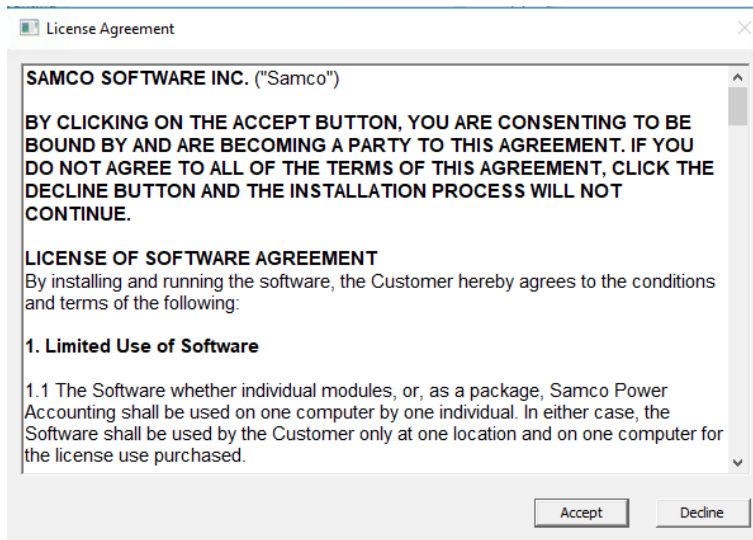 License Agreement
SAMCO SOFTWARE INC. ("Samco")
BY CLICKING ON THE ACCEPT BUTTON, YOU ARE CONSENTING TO BE
BOUND BY AND ARE BECOMING A PARTY TO THIS AGREEMENT. IF YOU
DO NOT AGREE TO ALL OF THE TERMS OF THIS AGREEMENT, CLICK THE
DECLINE BUTTON AND THE INSTALLATION PROCESS WILL NOT
CONTINUE.
LICENSE OF SOFTWARE AGREEMENT
By installing and running the software, the Customer hereby agrees to the conditions
and terms of the following:
1. Limited Use of Software
1.1 The Software whether individual modules, or, as a package, Samco Power
Accounting shall be used on one computer by one individual. In either case, the
Software shall be used by the Customer only at one location and on one computer for
the license use purchased.
Accept
Decline